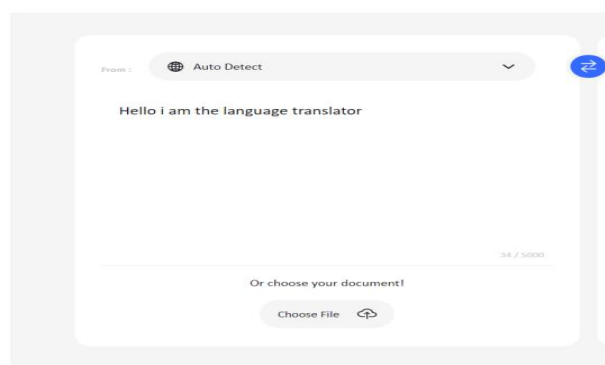 From :
Auto Detect
Hello i am the language translator
34 / 5000
Or choose your document!
Choose File